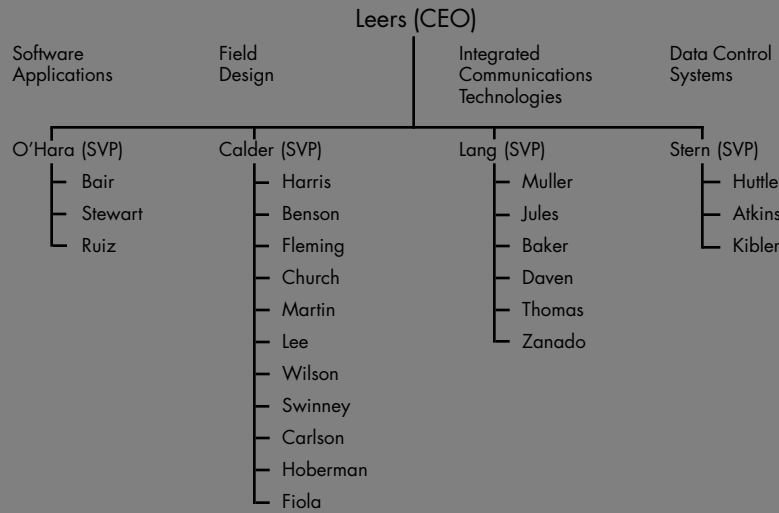 Leers (CEO)
Software
Applications
Field
Design
Integrated
Communications
Technologies
Data Control
Systems
O'Hara (SVP)
Bair
Stewart
Ruiz
Calder (SVP)
Harris
Benson
Fleming
Church
Martin
Lee
Wilson
Swinney
Carlson
Hoberman
Fiola
Lang (SVP)
Muller
Jules
Baker
Daven
Thomas
Zanado
Stern (SVP)
Huttle
Atkins
Kibler